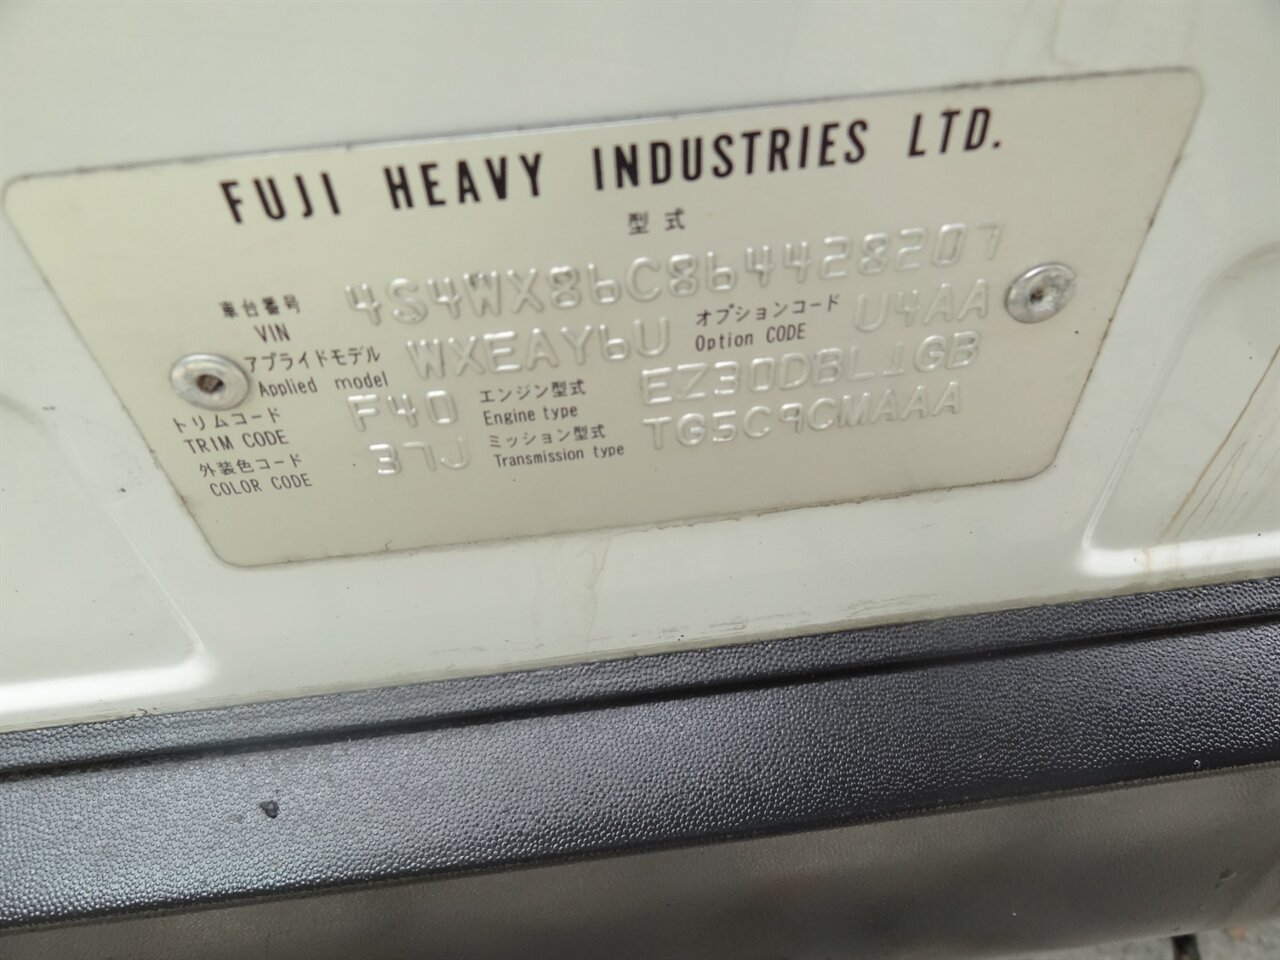 FUJI HEAVY INDUSTRIES LTD.
型式
車台番号
VIN 4S4WX86C864428207
アプライドモデル
Applied model WXEAY6U
オプションコード
Option CODE U4AA
トリムコード
TRIM CODE F40
エンジン型式
Engine type EZ30DBL1GB
外装色コード
COLOR CODE 37J
ミッション型式
Transmission type TG5C9CMAAA